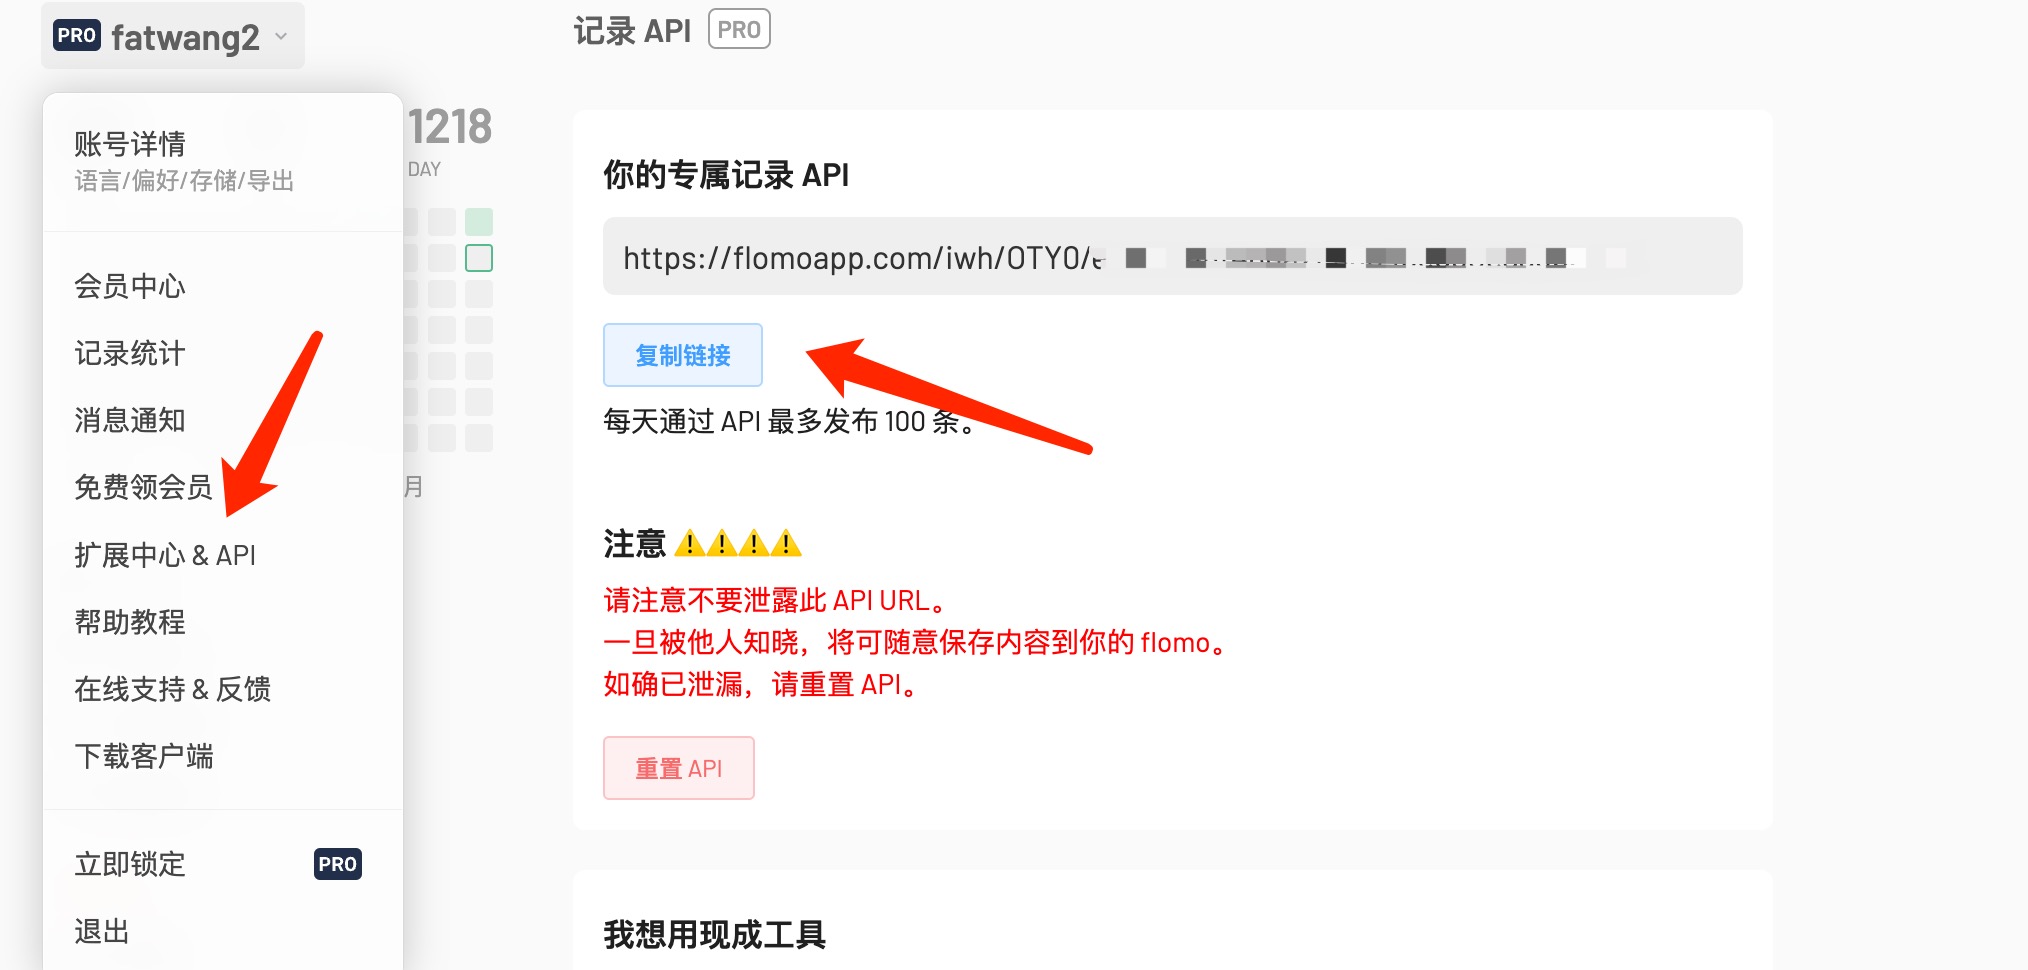 PRO fatwang2
账号详情
语言/偏好/存储/导出
会员中心
记录统计
消息通知
免费领会员
扩展中心 & API
帮助教程
在线支持 & 反馈
下载客户端
立即锁定 PRO
退出
1218
DAY
月
记录 API PRO
你的专属记录 API
https://flomoapp.com/iwh/OTY0/
复制链接
每天通过 API 最多发布 100 条。
注意 ⚠️⚠️⚠️⚠️
请注意不要泄露此 API URL。
一旦被他人知晓，将可随意保存内容到你的 flomo。
如确已泄漏，请重置 API。
重置 API
我想用现成工具